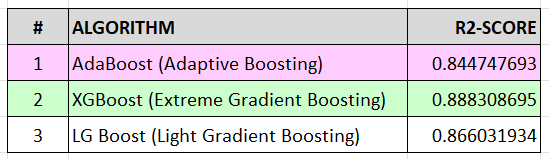 # ALGORITHM R2-SCORE
1 AdaBoost (Adaptive Boosting) 0.844747693
2 XGBoost (Extreme Gradient Boosting) 0.888308695
3 LG Boost (Light Gradient Boosting) 0.866031934